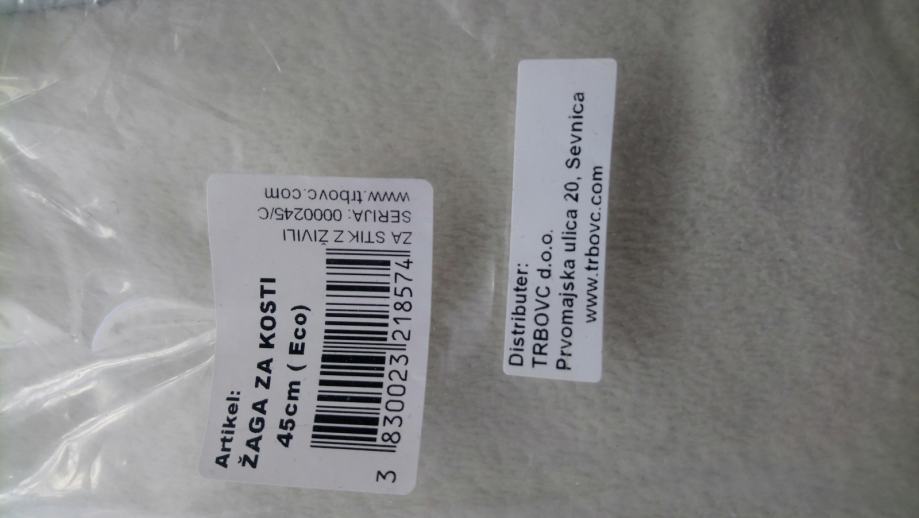 Artikel:
ŽAGA ZA KOSTI
45cm ( Eco)
3 830023 218574
ZA STIK Z ŽIVILI
SERIJA: 0000245/C
www.trbovc.com
Distributer:
TRBOVC d.o.o.
Prvomajska ulica 20, Sevnica
www.trbovc.com